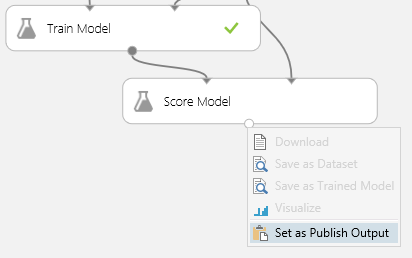 Train Model
Score Model
Download
Save as Dataset
Save as Trained Model
Visualize
Set as Publish Output